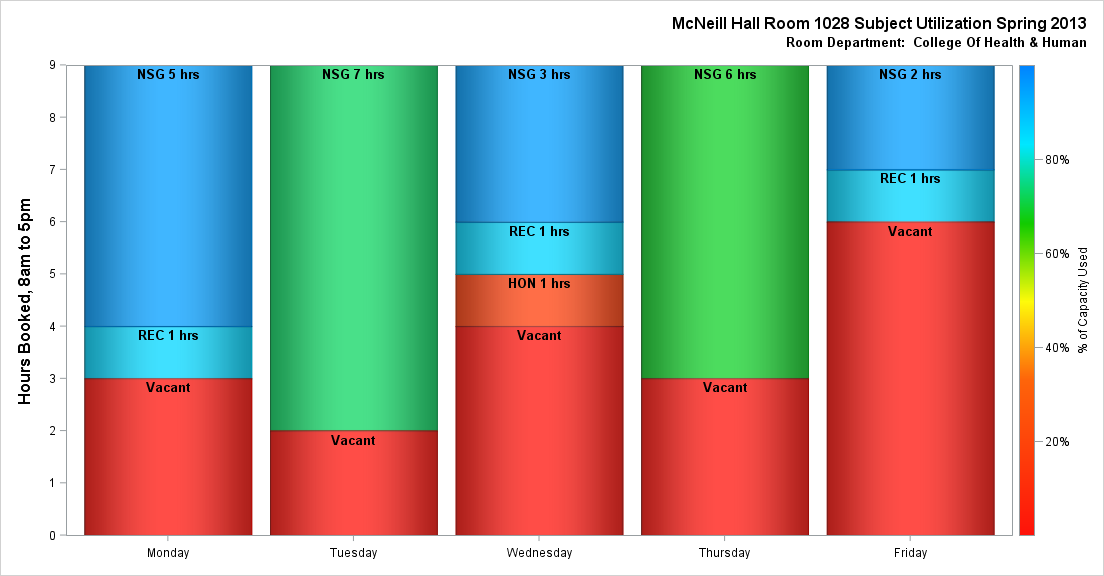 McNeill Hall Room 1028 Subject Utilization Spring 2013
Room Department:  College Of Health & Human
Hours Booked, 8am to 5pm
9
8
7
6
5
4
3
2
1
0
NSG 5 hrs
REC 1 hrs
Vacant
NSG 7 hrs
Vacant
NSG 3 hrs
REC 1 hrs
HON 1 hrs
Vacant
NSG 6 hrs
Vacant
NSG 2 hrs
REC 1 hrs
Vacant
Monday
Tuesday
Wednesday
Thursday
Friday
80%
60%
40%
20%
% of Capacity Used